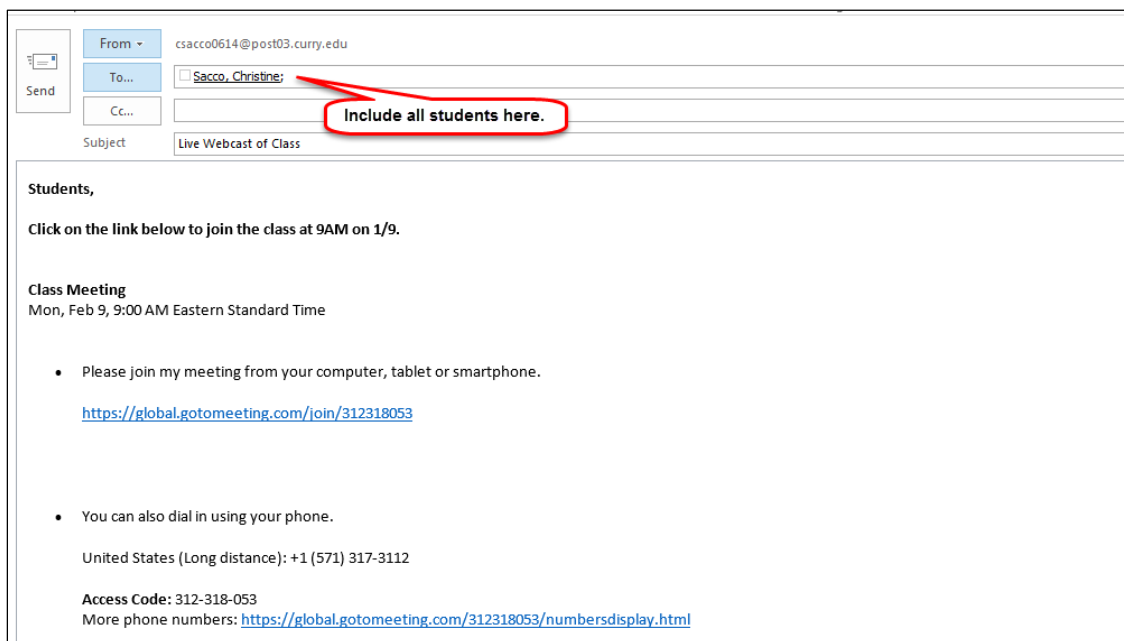 From
csacco0614@post03.curry.edu
Send
To...
Sacco, Christine;
Cc...
Include all students here.
Subject
Live Webcast of Class
Students,
Click on the link below to join the class at 9AM on 1/9.
Class Meeting
Mon, Feb 9, 9:00 AM Eastern Standard Time
• Please join my meeting from your computer, tablet or smartphone.
https://global.gotomeeting.com/join/312318053
• You can also dial in using your phone.
United States (Long distance): +1 (571) 317-3112
Access Code: 312-318-053
More phone numbers: https://global.gotomeeting.com/312318053/numbersdisplay.html